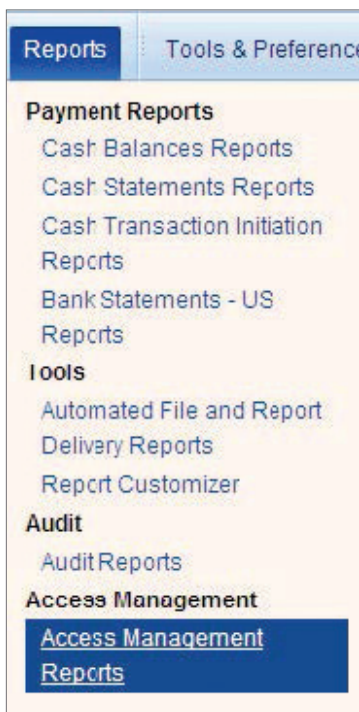 Reports
Tools & Preference
Payment Reports
Cash Balances Reports
Cash Statements Reports
Cash Transaction Initiation
Reports
Bank Statements - US
Reports
Tools
Automated File and Report
Delivery Reports
Report Customizer
Audit
Audit Reports
Access Management
Access Management
Reports